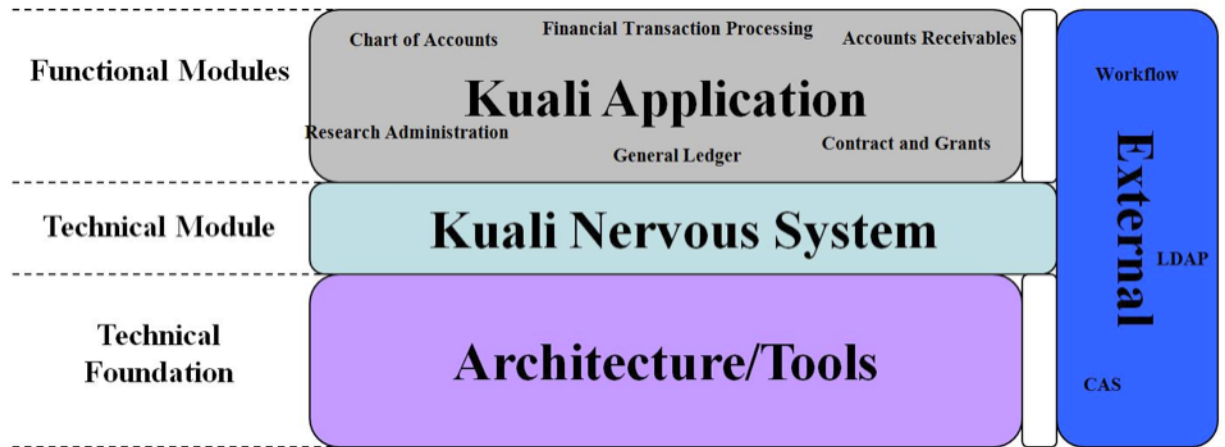 Functional Modules
Chart of Accounts
Financial Transaction Processing
Accounts Receivables
Kuali Application
Research Administration
General Ledger
Contract and Grants
Technical Module
Kuali Nervous System
Technical
Foundation
Architecture/Tools
Workflow
External
LDAP
CAS